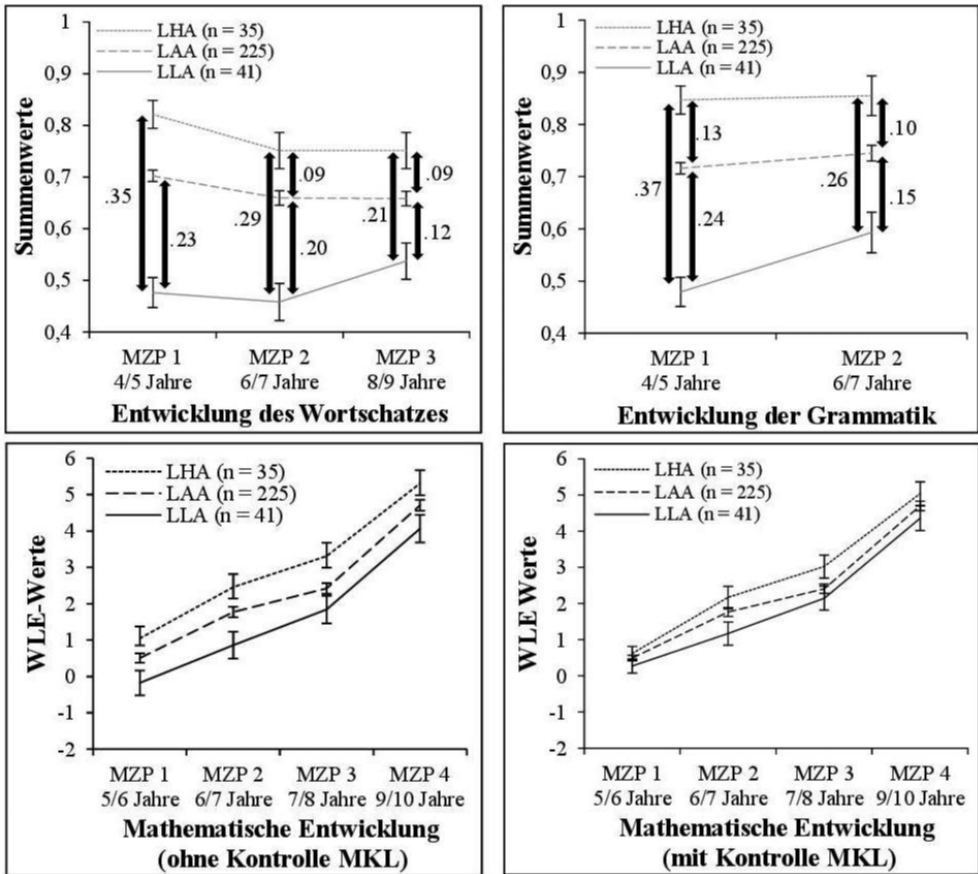 1
0,9
0,8
0,7
0,6
0,5
0,4
Summenwerte
LHA (n = 35)
LAA (n = 225)
LLA (n = 41)
.35
.23
.29
.09
.20
.21
.09
.12
MZP 1
4/5 Jahre
MZP 2
6/7 Jahre
MZP 3
8/9 Jahre
Entwicklung des Wortschatzes
1
0,9
0,8
0,7
0,6
0,5
0,4
Summenwerte
LHA (n = 35)
LAA (n = 225)
LLA (n = 41)
.37
.13
.24
.26
.10
.15
MZP 1
4/5 Jahre
MZP 2
6/7 Jahre
Entwicklung der Grammatik
6
5
4
3
2
1
0
-1
-2
WLE-Werte
LHA (n = 35)
LAA (n = 225)
LLA (n = 41)
MZP 1
5/6 Jahre
MZP 2
6/7 Jahre
MZP 3
7/8 Jahre
MZP 4
9/10 Jahre
Mathematische Entwicklung
(ohne Kontrolle MKL)
6
5
4
3
2
1
0
-1
-2
WLE Werte
LHA (n = 35)
LAA (n = 225)
LLA (n = 41)
MZP 1
5/6 Jahre
MZP 2
6/7 Jahre
MZP 3
7/8 Jahre
MZP 4
9/10 Jahre
Mathematische Entwicklung
(mit Kontrolle MKL)